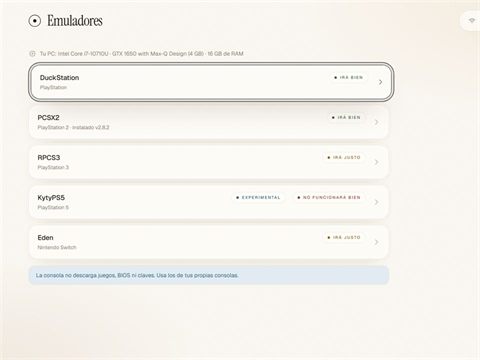 Emuladores
Tu PC: Intel Core i7-10710U · GTX 1650 with Max-Q Design (4 GB) · 16 GB de RAM
DuckStation
IRÁ BIEN
PlayStation
PCSX2
IRÁ BIEN
PlayStation 2 · Instalado v2.8.2
RPCS3
IRÁ JUSTO
PlayStation 3
KytyPS5
EXPERIMENTAL
NO FUNCIONARÁ BIEN
PlayStation 5
Eden
IRÁ JUSTO
Nintendo Switch
La consola no descarga juegos, BIOS ni claves. Usa los de tus propias consolas.